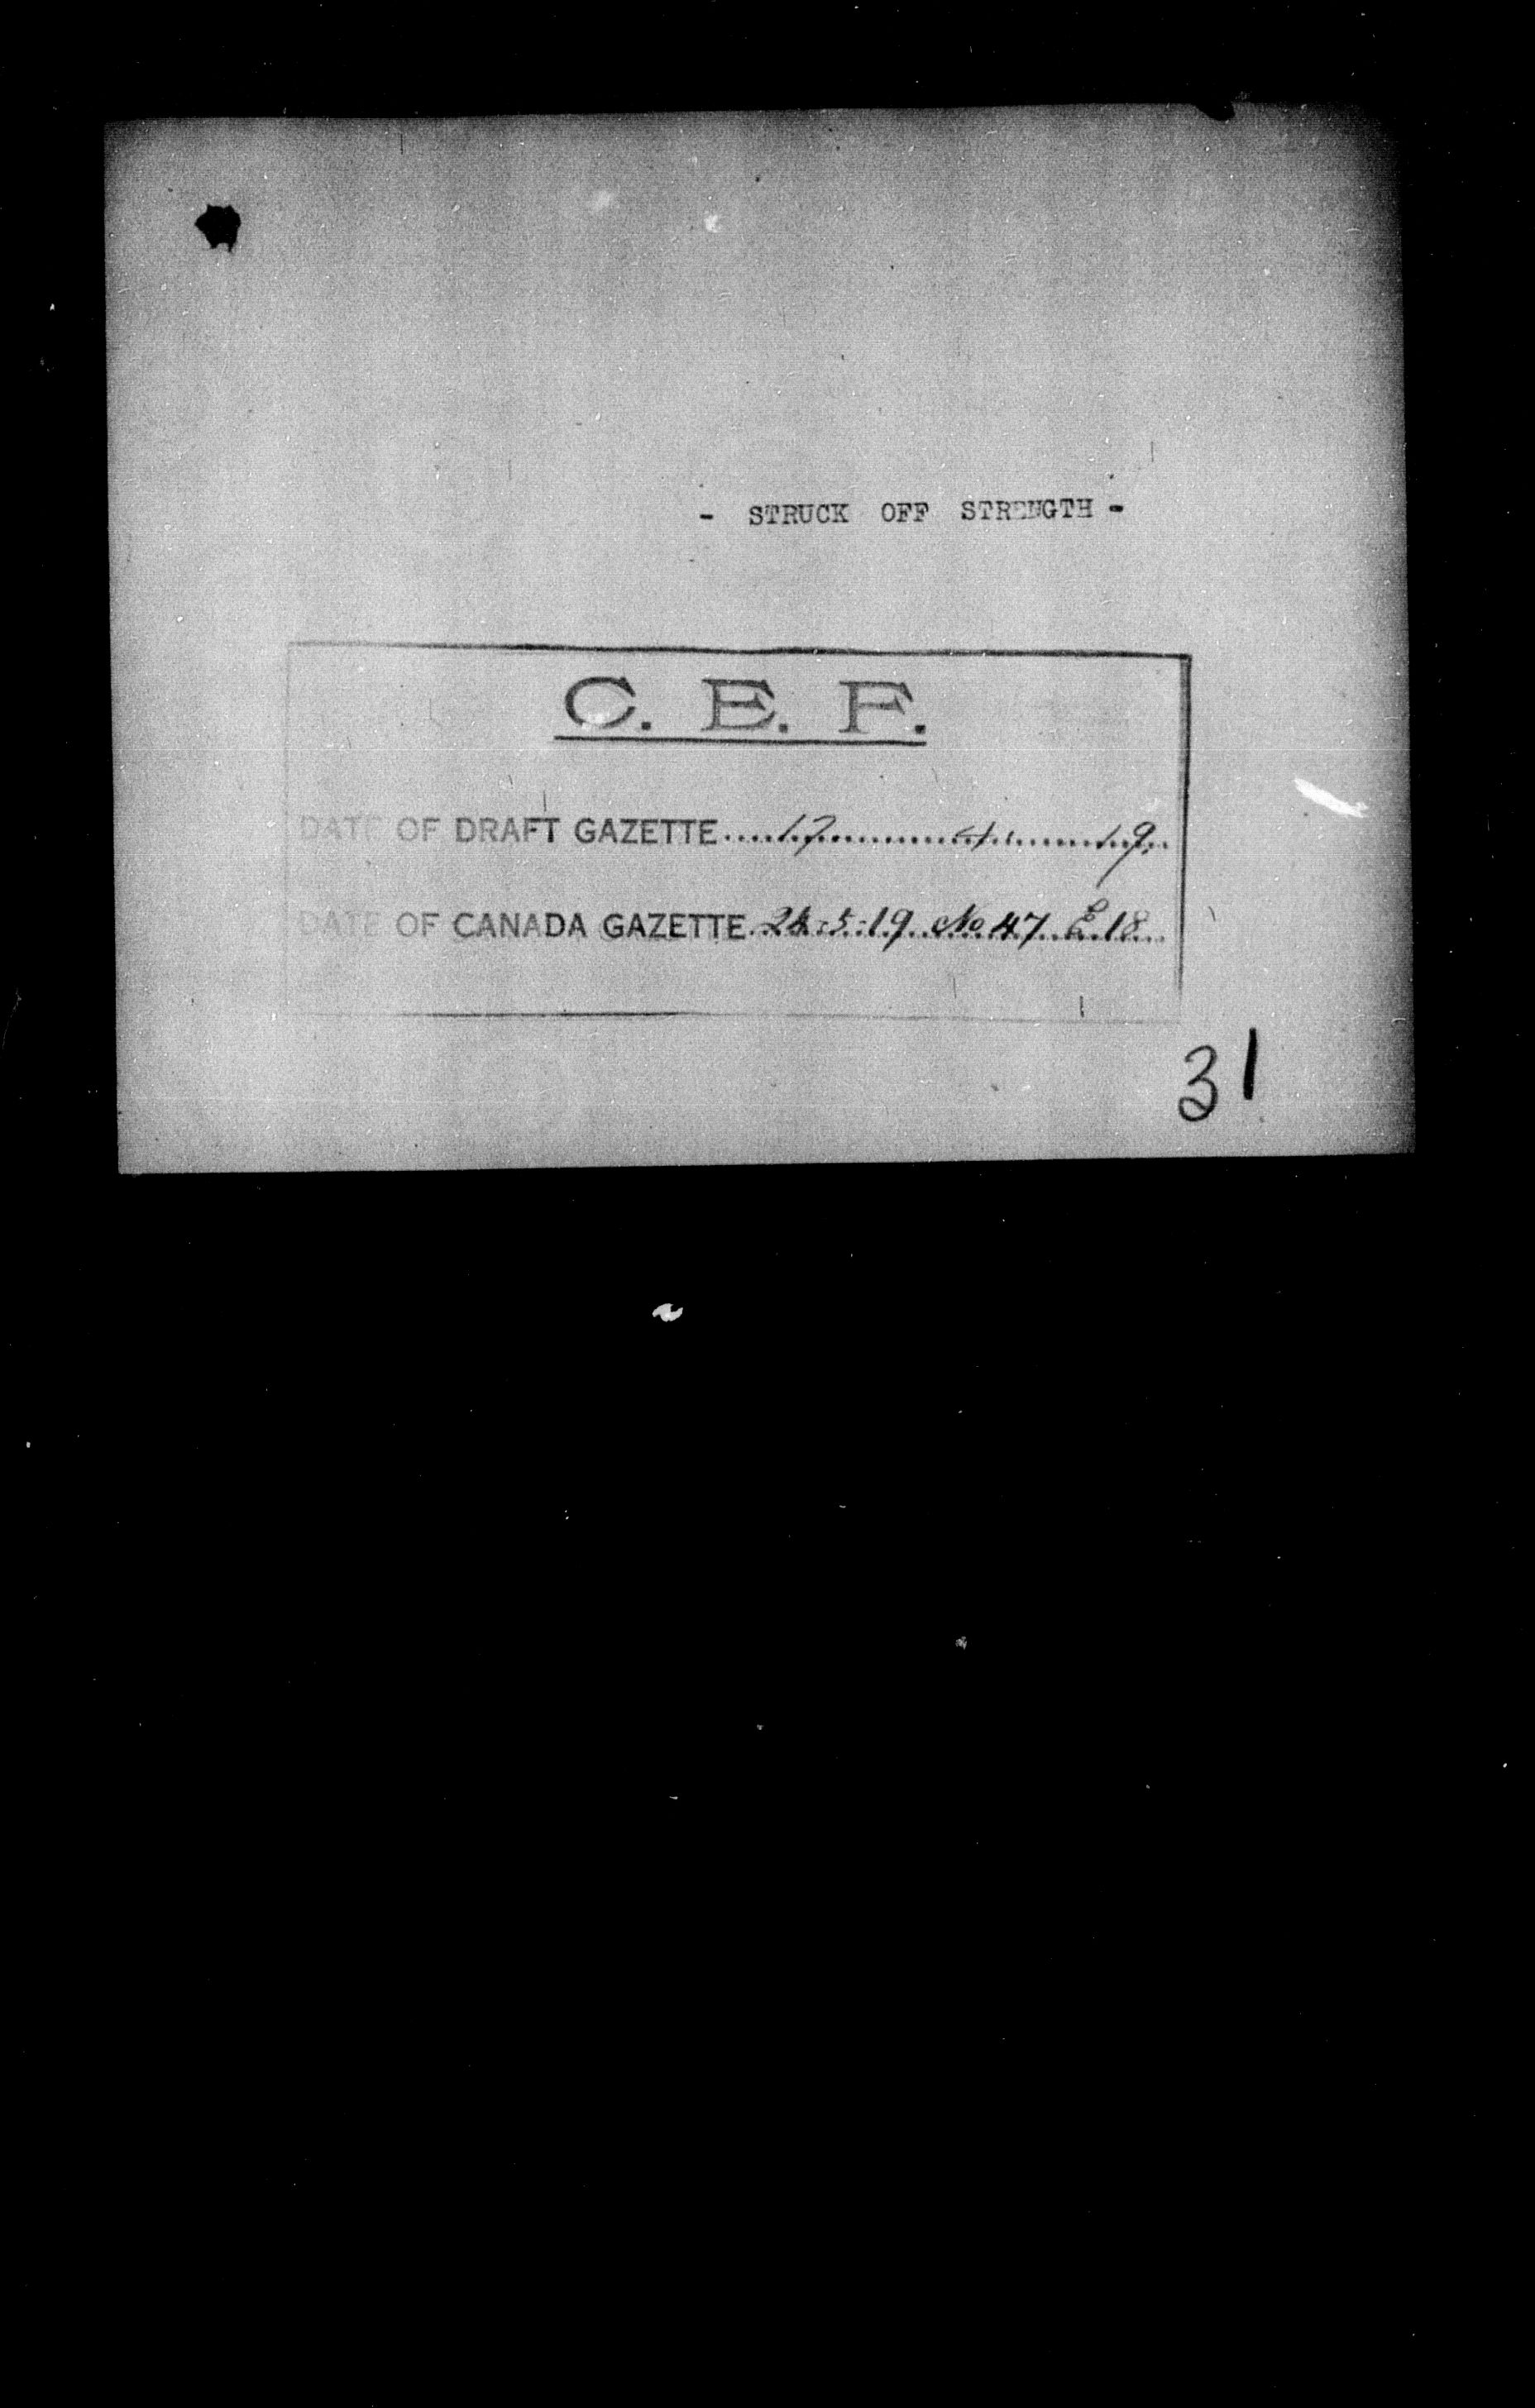 - STRUCK OFF STRENGTH -
C. E. F.
DATE OF DRAFT GAZETTE....17..........4..........19.
DATE OF CANADA GAZETTE.24:5:19..No 47..E.18...
31